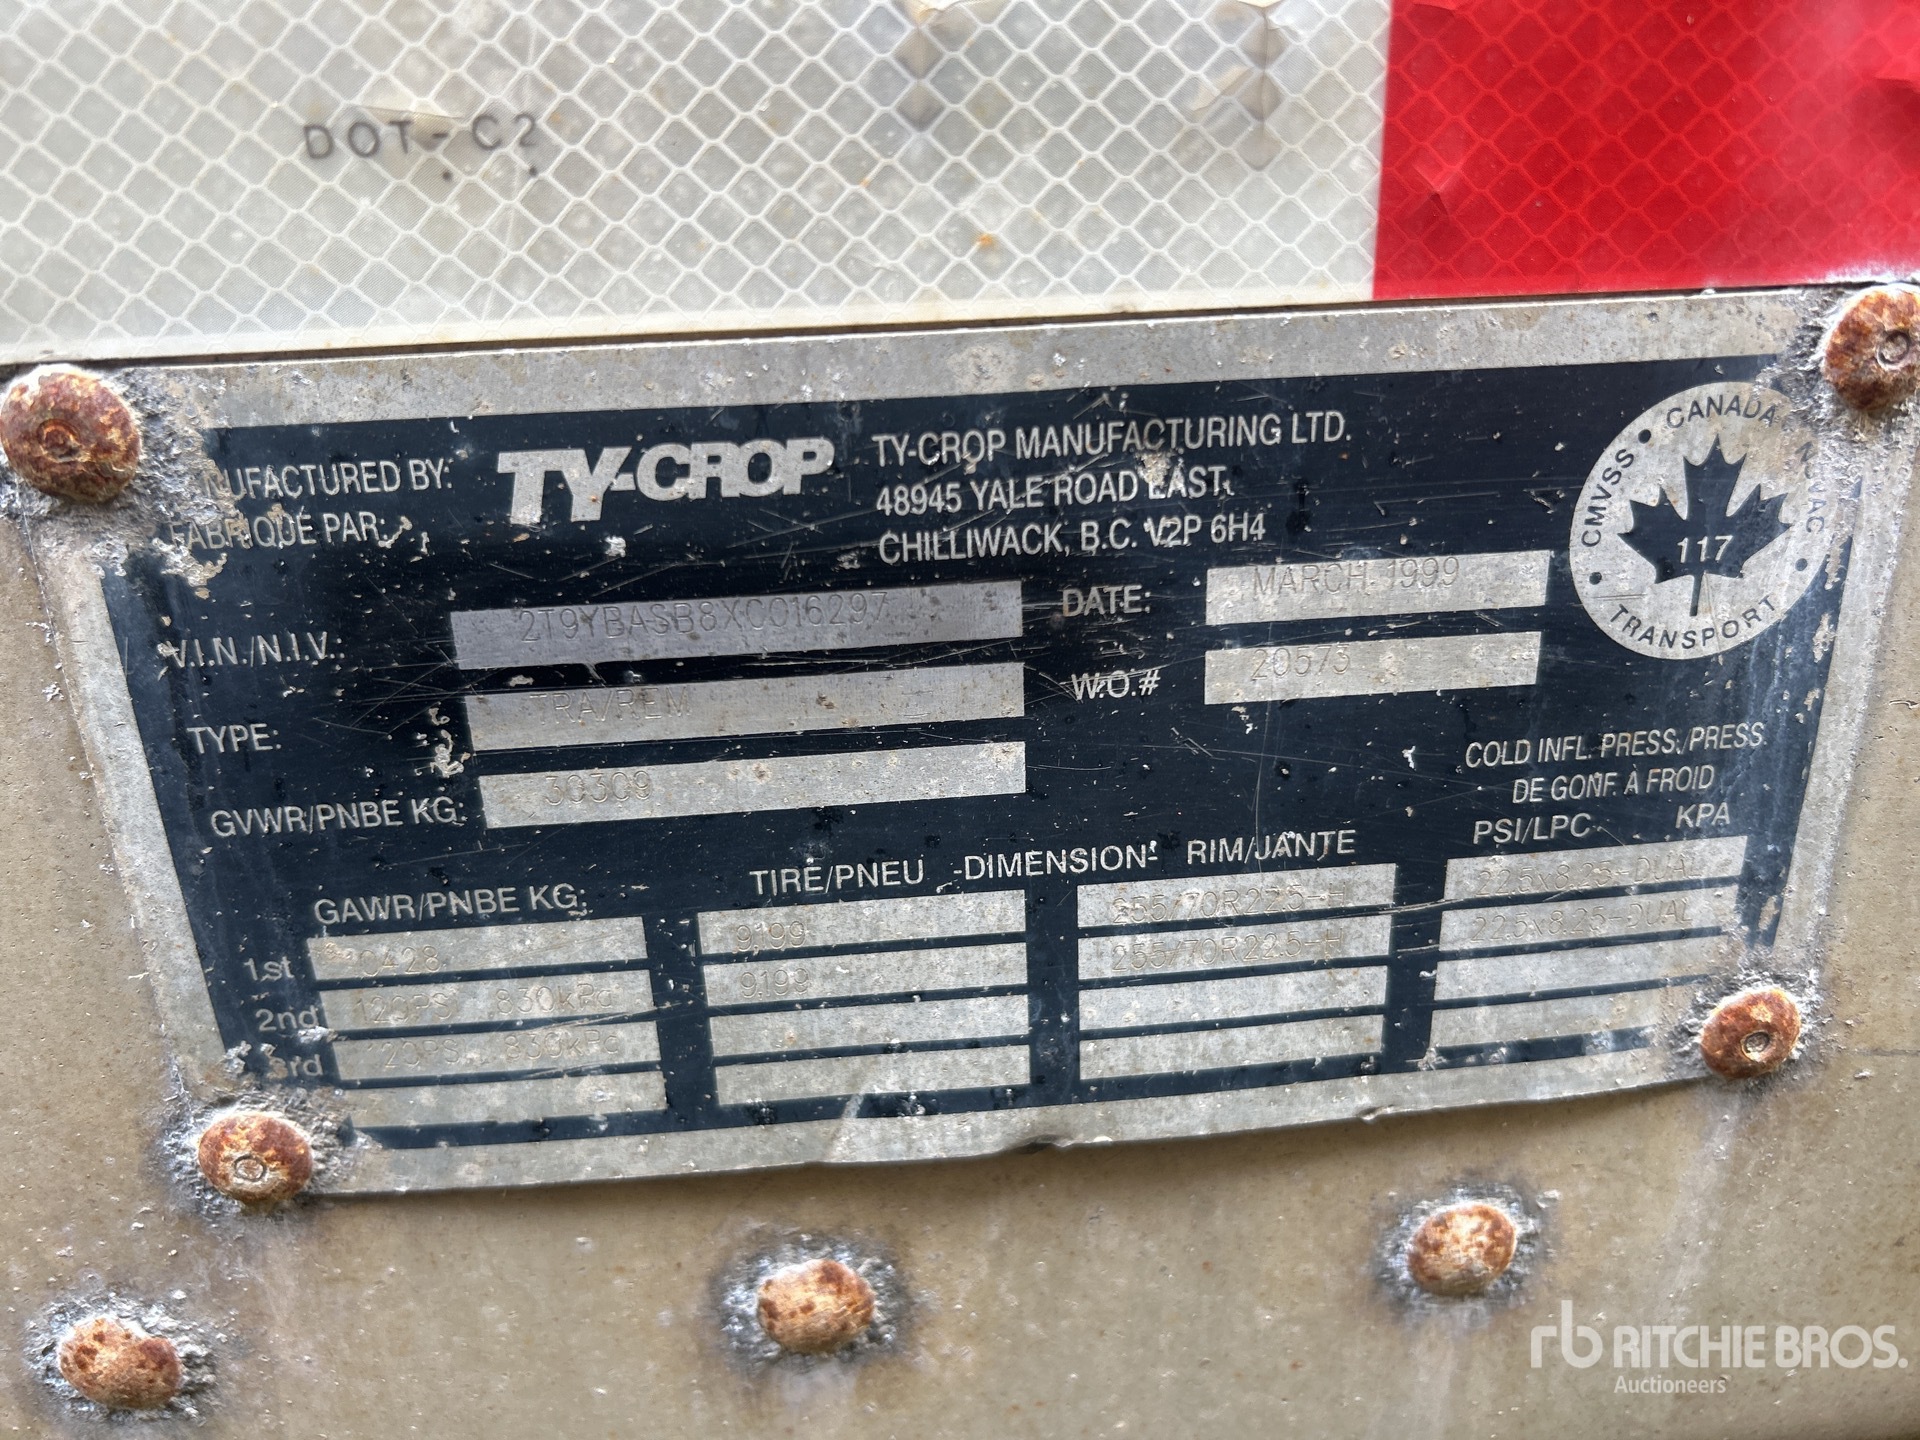 DOT-C2
MANUFACTURED BY:
FABRIQUÉ PAR:
TY-CROP
TY-CROP MANUFACTURING LTD.
48945 YALE ROAD EAST,
CHILLIWACK, B.C. V2P 6H4
CMVSS • CANADA • NSVAC • TRANSPORT •
117
V.I.N./N.I.V.: 2T9YBASB8XC016297
DATE: MARCH 1999
TYPE: TRA/REM
W.O.# 20573
GVWR/PNBE KG: 30309
COLD INFL. PRESS./PRESS.
DE GONF. À FROID
PSI/LPC KPA
GAWR/PNBE KG:
TIRE/PNEU -DIMENSION- RIM/JANTE
1st 10428 9199 255/70R22.5-H 22.5x8.25-DUAL
2nd 120PSI 830kPa 9199 255/70R22.5-H 22.5x8.25-DUAL
3rd 120PSI 830kPa
rb RITCHIE BROS.
Auctioneers